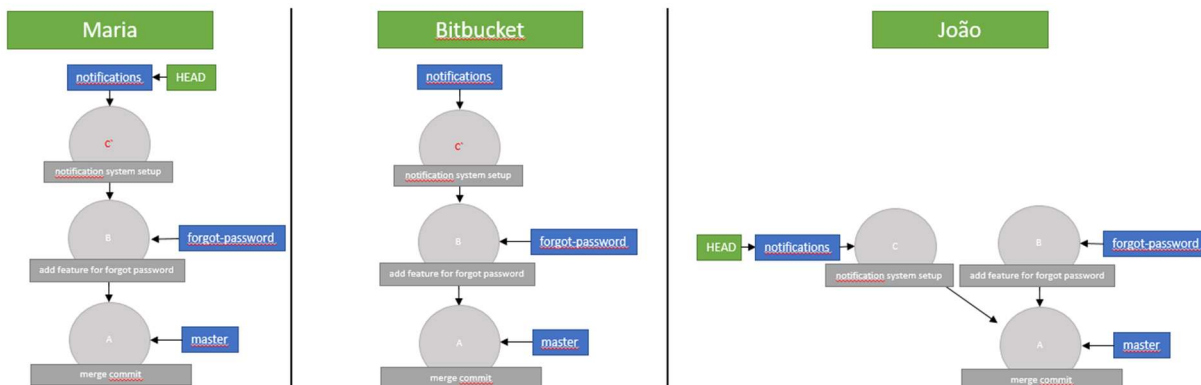 Maria
notifications
HEAD
C`
notification system setup
B
forgot-password
add feature for forgot password
A
master
merge commit
Bitbucket
notifications
C`
notification system setup
B
forgot-password
add feature for forgot password
A
master
merge commit
João
HEAD
notifications
C
B
forgot-password
notification system setup
add feature for forgot password
A
master
merge commit